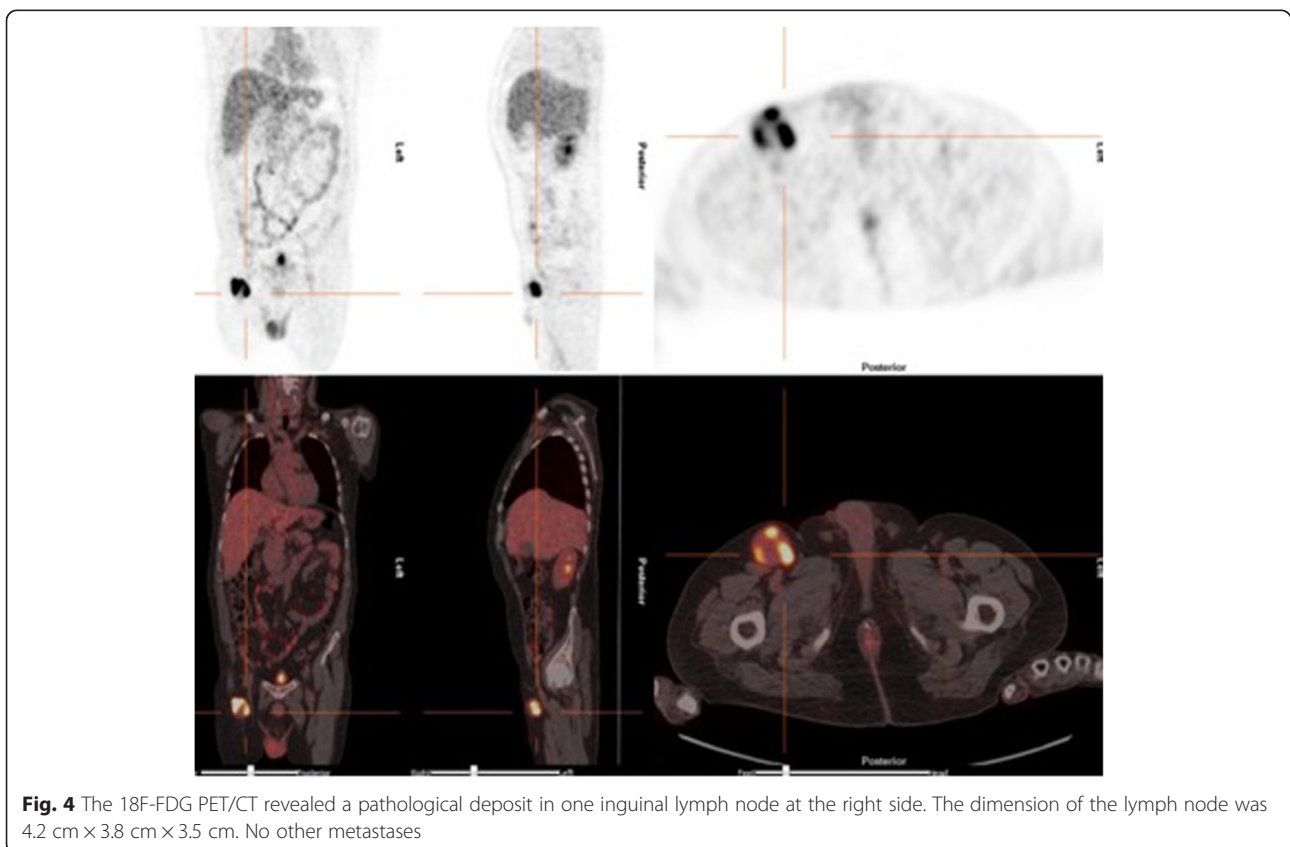 Left
Posterior
Left
Posterior
Left
Posterior
Left
Posterior
Fig. 4 The 18F-FDG PET/CT revealed a pathological deposit in one inguinal lymph node at the right side. The dimension of the lymph node was
4.2 cm × 3.8 cm × 3.5 cm. No other metastases